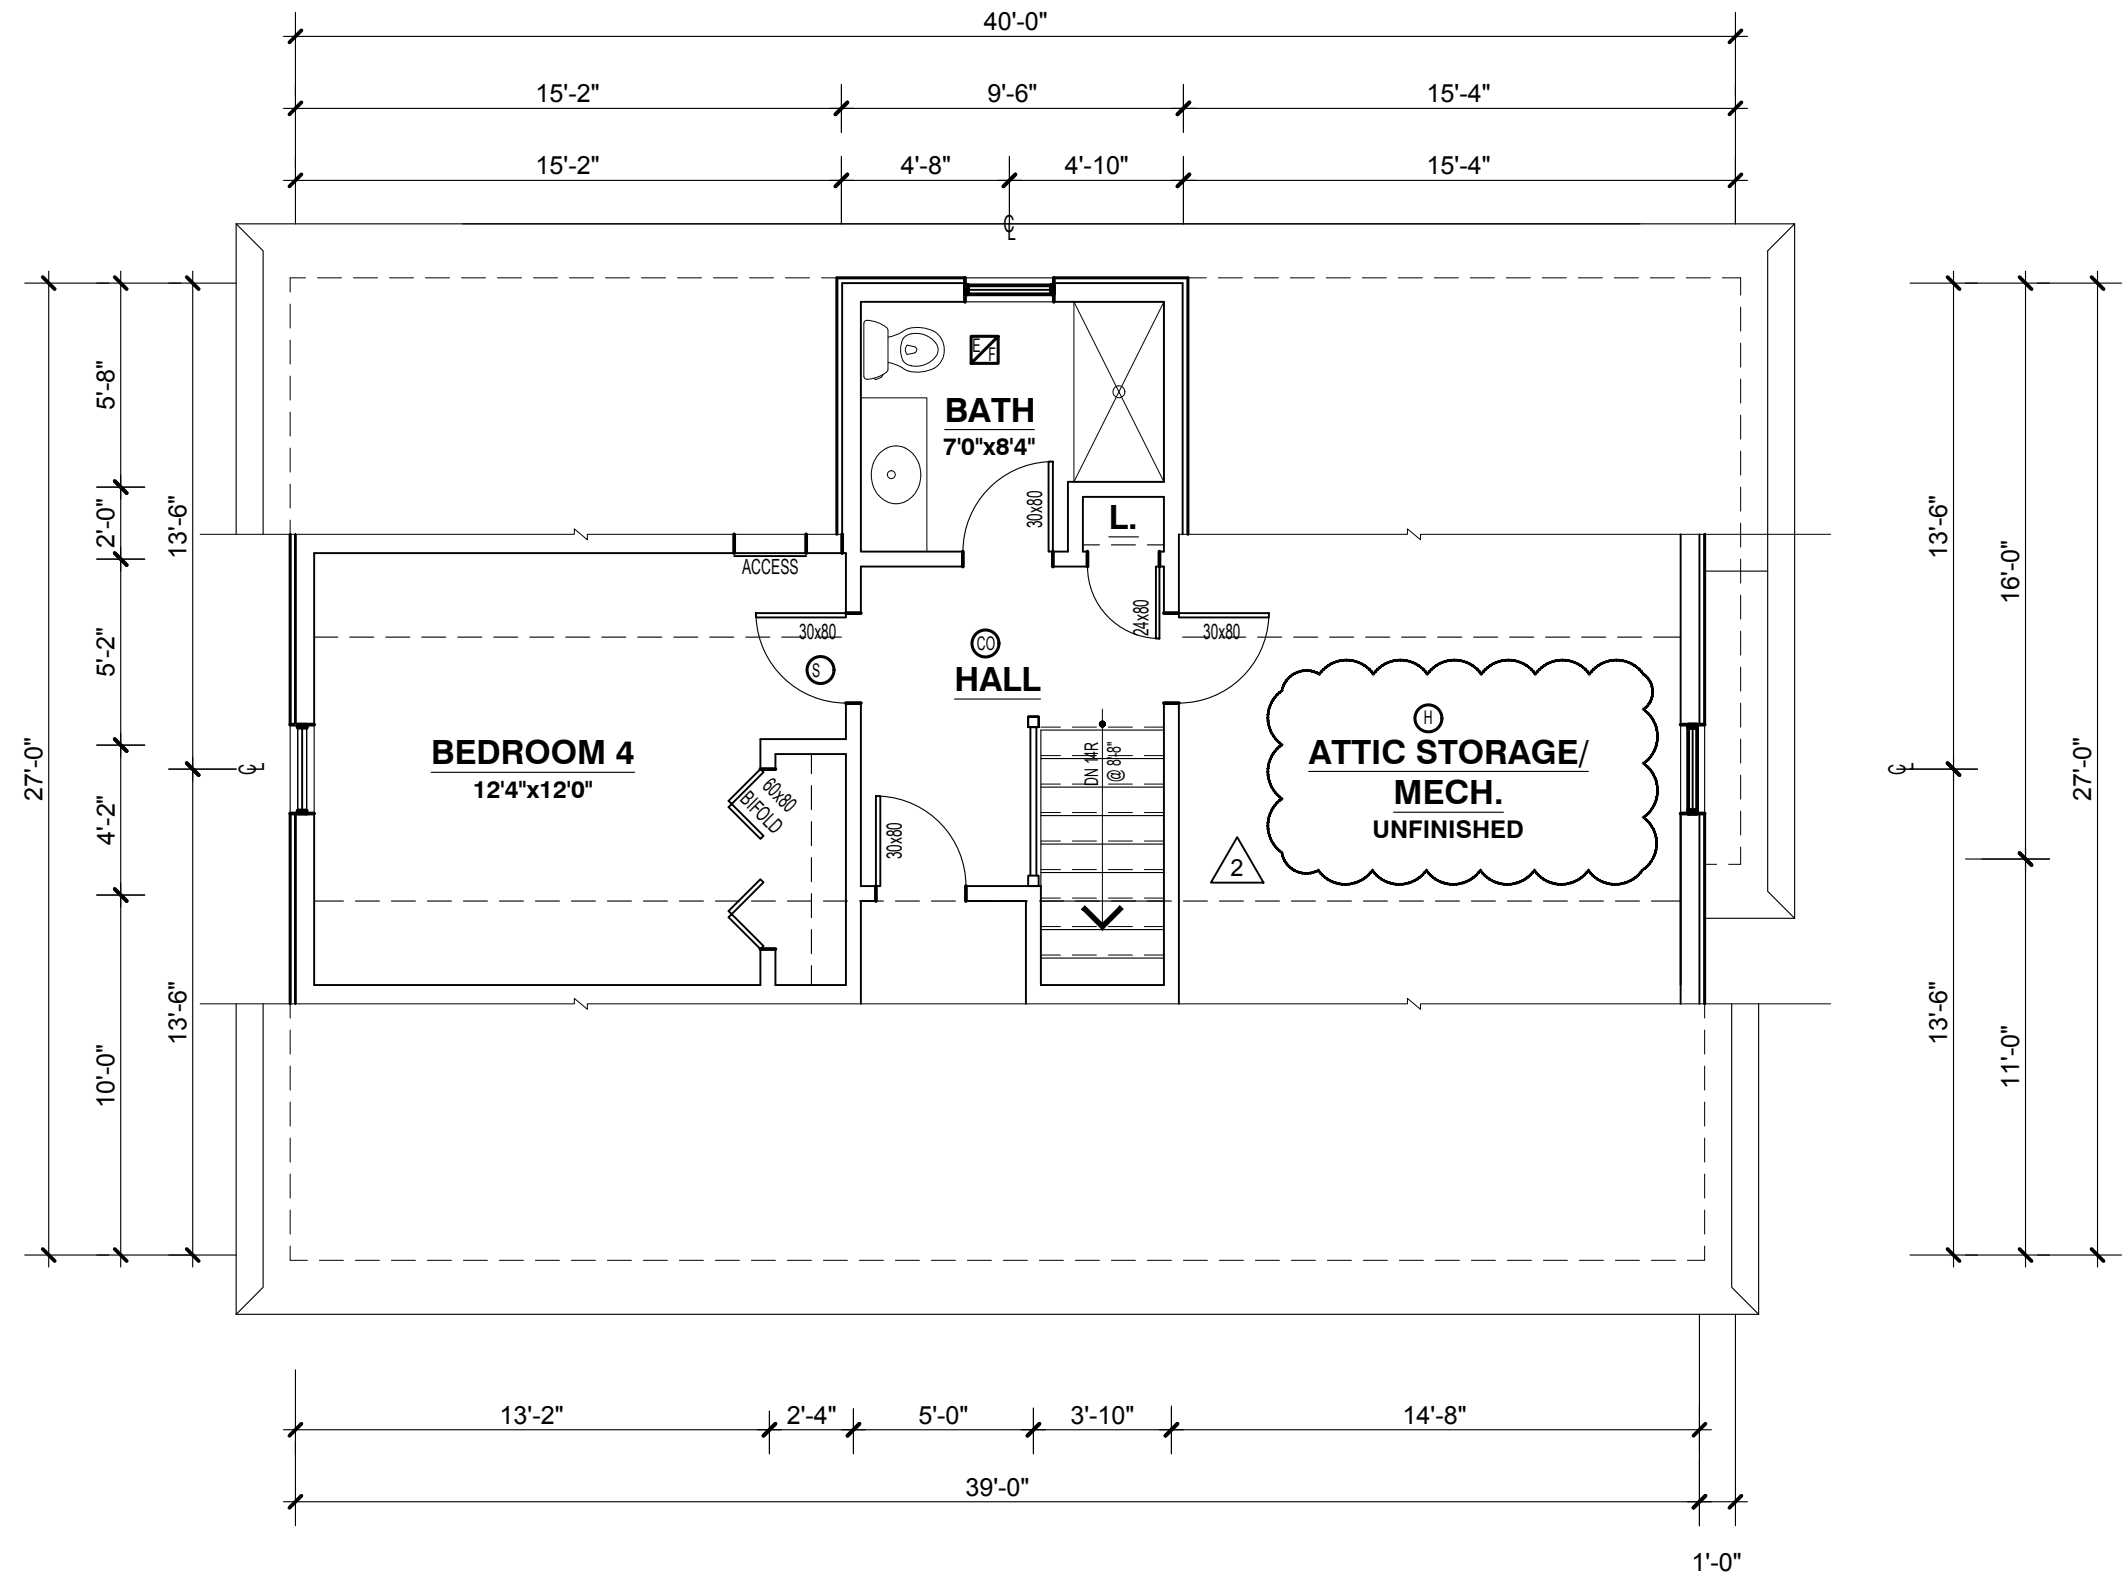 40'-0"
15'-2" 9'-6" 15'-4"
15'-2" 4'-8" 4'-10" 15'-4"
CL
27'-0"
5'-8"
2'-0"
5'-2"
4'-2"
10'-0"
13'-6"
13'-6"
CL
E F
BATH
7'0"x8'4"
30x80
L.
ACCESS
30x80
24x80
30x80
S
CO
HALL
BEDROOM 4
12'4"x12'0"
60x80
BIFOLD
30x80
DN 14R
@ 8'-8"
H
ATTIC STORAGE/
MECH.
UNFINISHED
2
CL
13'-6"
13'-6"
16'-0"
11'-0"
27'-0"
13'-2" 2'-4" 5'-0" 3'-10" 14'-8"
39'-0"
1'-0"